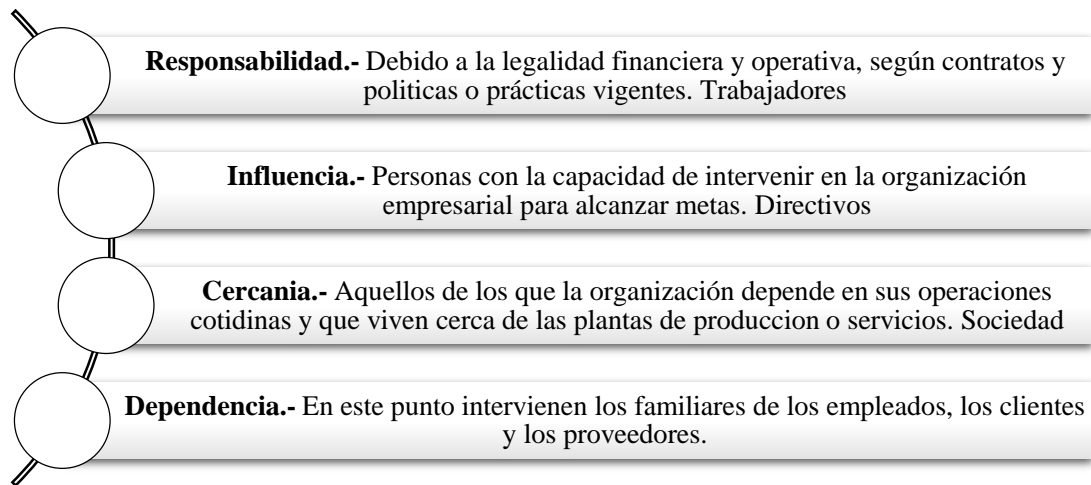 Responsabilidad.- Debido a la legalidad financiera y operativa, según contratos y
politicas o prácticas vigentes. Trabajadores
Influencia.- Personas con la capacidad de intervenir en la organización
empresarial para alcanzar metas. Directivos
Cercania.- Aquellos de los que la organización depende en sus operaciones
cotidinas y que viven cerca de las plantas de produccion o servicios. Sociedad
Dependencia.- En este punto intervienen los familiares de los empleados, los clientes
y los proveedores.